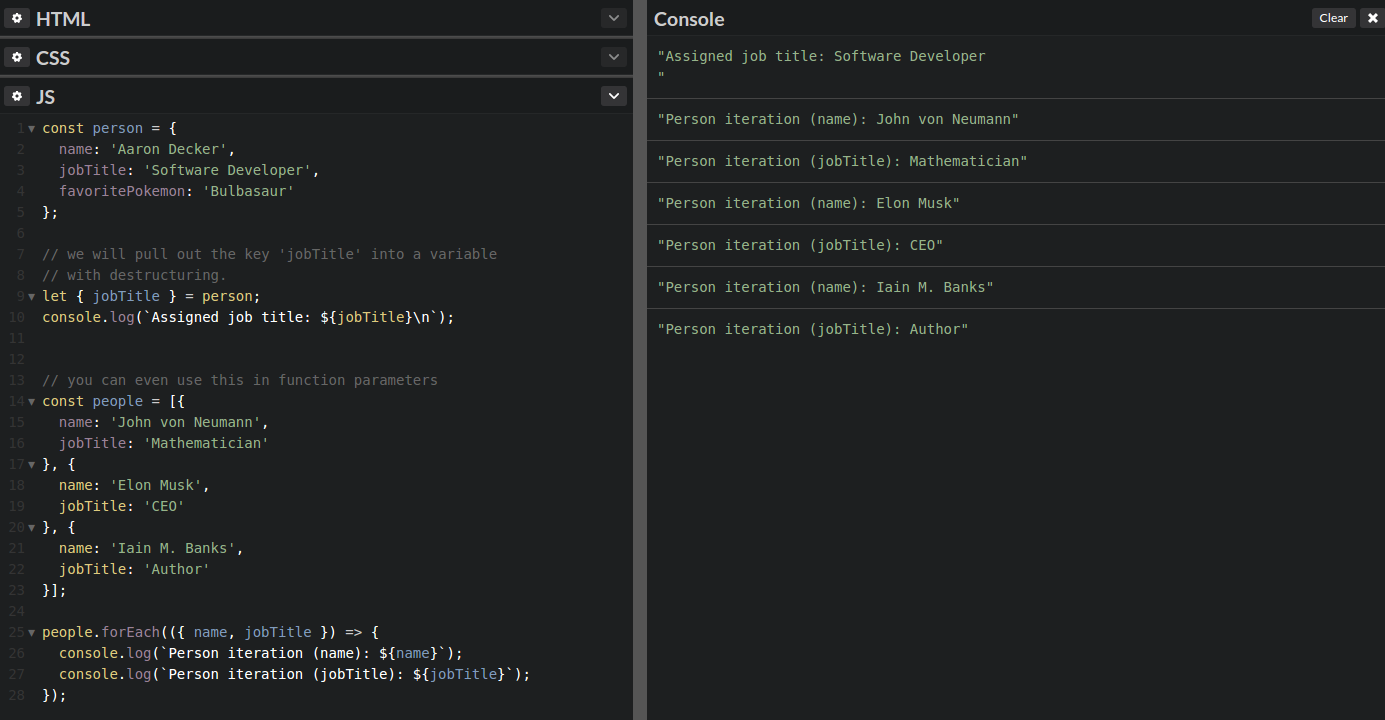 HTML
CSS
JS
1 const person = {
2   name: 'Aaron Decker',
3   jobTitle: 'Software Developer',
4   favoritePokemon: 'Bulbasaur'
5 };
6
7 // we will pull out the key 'jobTitle' into a variable
8 // with destructuring.
9 let { jobTitle } = person;
10 console.log(`Assigned job title: ${jobTitle}\n`);
11
12
13 // you can even use this in function parameters
14 const people = [{
15   name: 'John von Neumann',
16   jobTitle: 'Mathematician'
17 }, {
18   name: 'Elon Musk',
19   jobTitle: 'CEO'
20 }, {
21   name: 'Iain M. Banks',
22   jobTitle: 'Author'
23 }];
24
25 people.forEach(({ name, jobTitle }) => {
26   console.log(`Person iteration (name): ${name}`);
27   console.log(`Person iteration (jobTitle): ${jobTitle}`);
28 });
Console
Clear
"Assigned job title: Software Developer
"
"Person iteration (name): John von Neumann"
"Person iteration (jobTitle): Mathematician"
"Person iteration (name): Elon Musk"
"Person iteration (jobTitle): CEO"
"Person iteration (name): Iain M. Banks"
"Person iteration (jobTitle): Author"